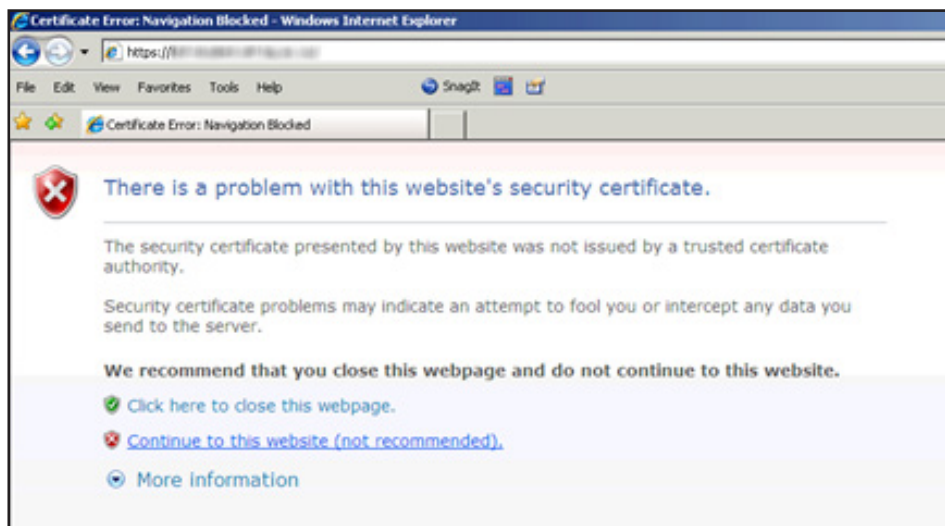 Certificate Error: Navigation Blocked - Windows Internet Explorer
https://
File Edit View Favorites Tools Help SnagIt
Certificate Error: Navigation Blocked
There is a problem with this website's security certificate.
The security certificate presented by this website was not issued by a trusted certificate
authority.
Security certificate problems may indicate an attempt to fool you or intercept any data you
send to the server.
We recommend that you close this webpage and do not continue to this website.
Click here to close this webpage.
Continue to this website (not recommended).
More information